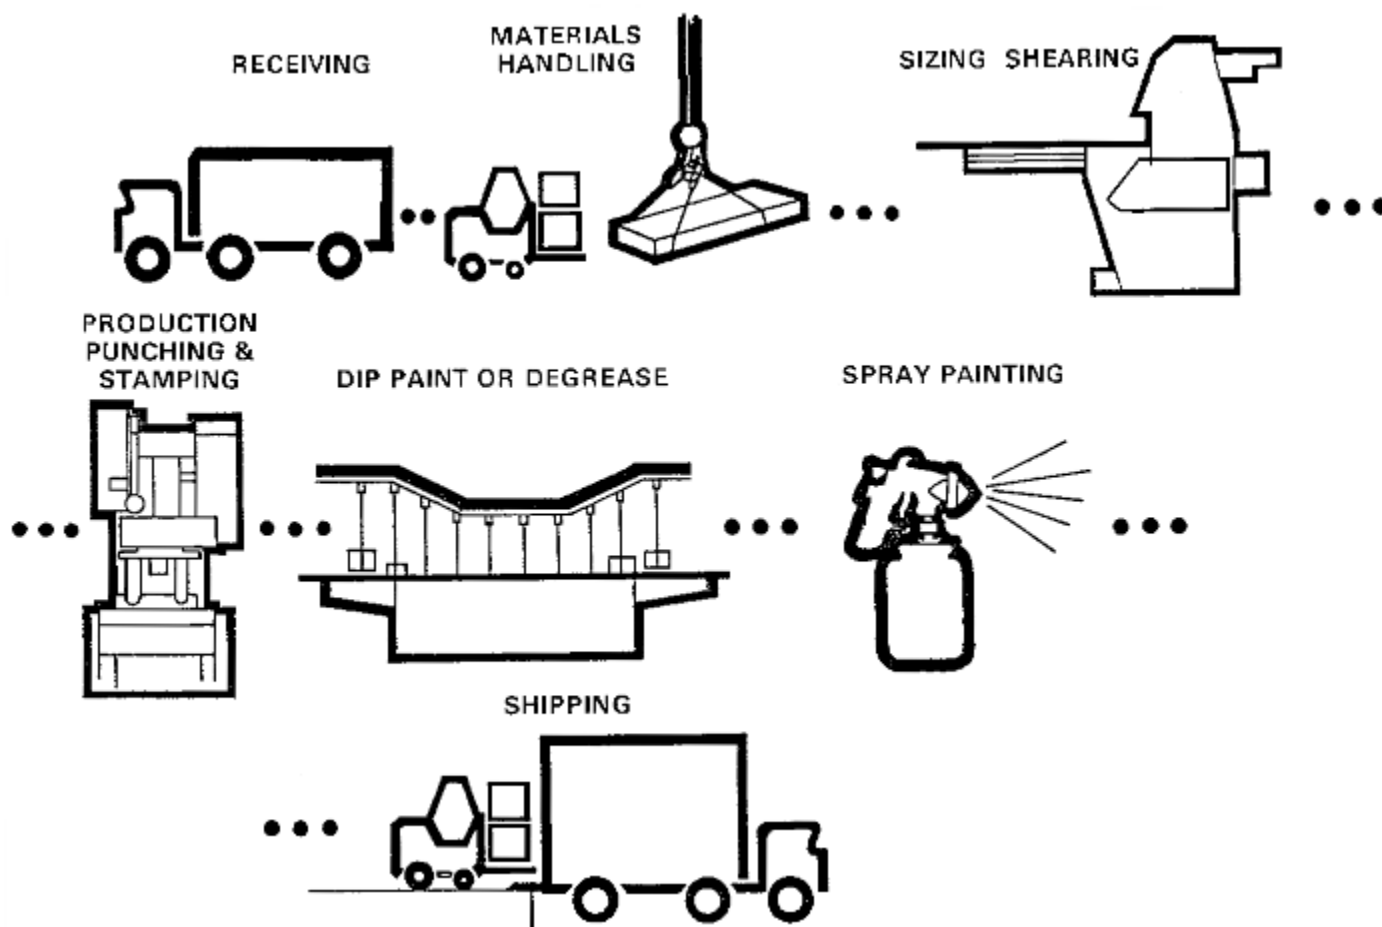 RECEIVING
MATERIALS
HANDLING
SIZING SHEARING
PRODUCTION
PUNCHING &
STAMPING
DIP PAINT OR DEGREASE
SPRAY PAINTING
SHIPPING